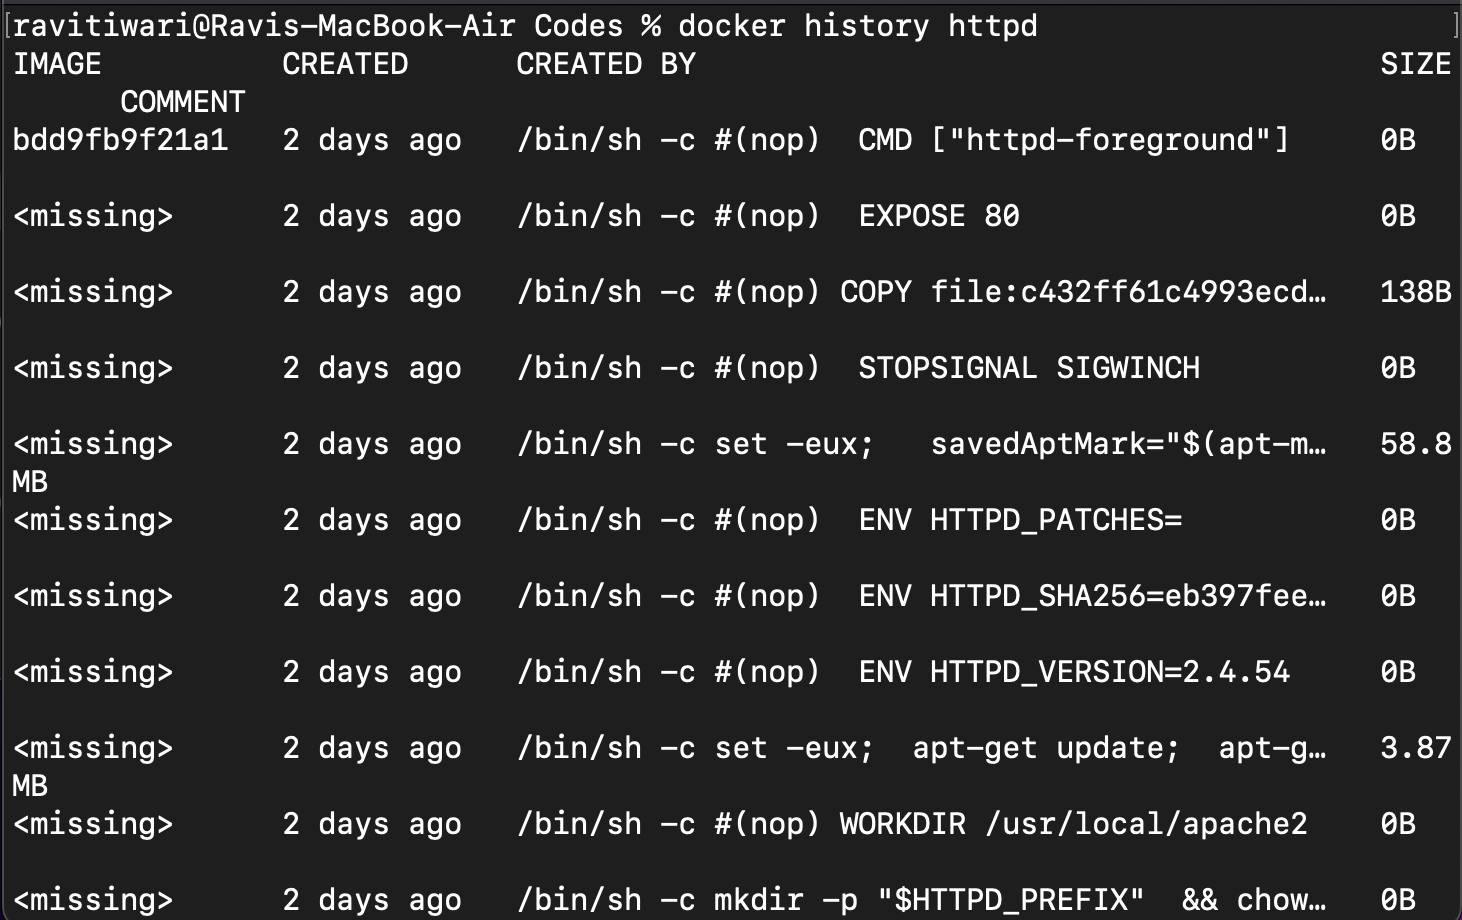 [ravitiwari@Ravis-MacBook-Air Codes % docker history httpd ]
IMAGE CREATED CREATED BY SIZE
COMMENT
bdd9fb9f21a1 2 days ago /bin/sh -c #(nop)  CMD ["httpd-foreground"] 0B
<missing> 2 days ago /bin/sh -c #(nop)  EXPOSE 80 0B
<missing> 2 days ago /bin/sh -c #(nop) COPY file:c432ff61c4993ecd… 138B
<missing> 2 days ago /bin/sh -c #(nop)  STOPSIGNAL SIGWINCH 0B
<missing> 2 days ago /bin/sh -c set -eux;   savedAptMark="$(apt-m… 58.8
MB
<missing> 2 days ago /bin/sh -c #(nop)  ENV HTTPD_PATCHES= 0B
<missing> 2 days ago /bin/sh -c #(nop)  ENV HTTPD_SHA256=eb397fee… 0B
<missing> 2 days ago /bin/sh -c #(nop)  ENV HTTPD_VERSION=2.4.54 0B
<missing> 2 days ago /bin/sh -c set -eux;  apt-get update;  apt-g… 3.87
MB
<missing> 2 days ago /bin/sh -c #(nop) WORKDIR /usr/local/apache2 0B
<missing> 2 days ago /bin/sh -c mkdir -p "$HTTPD_PREFIX"  && chow… 0B